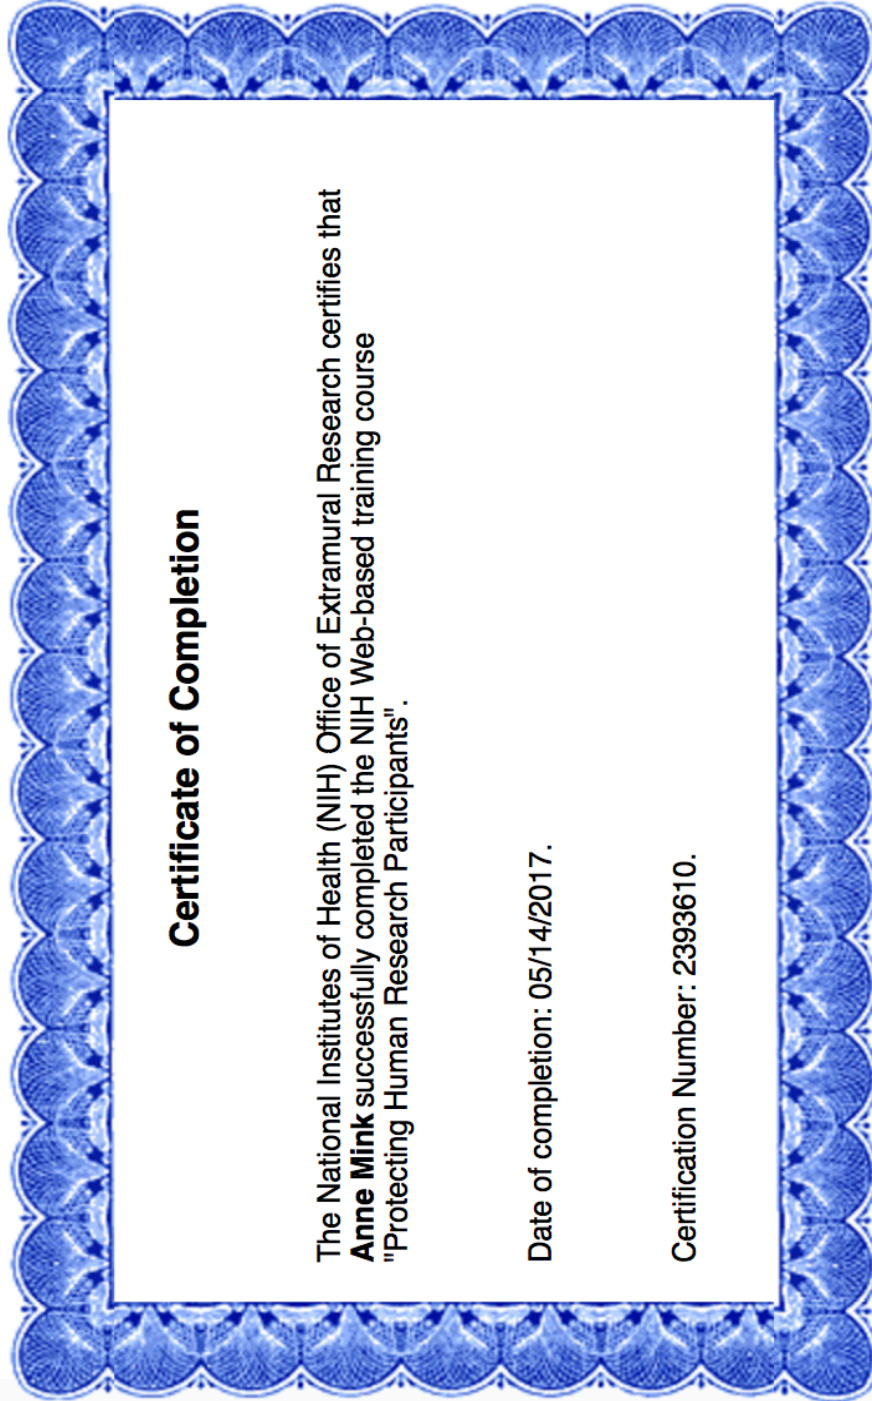 Certificate of Completion
The National Institutes of Health (NIH) Office of Extramural Research certifies that
Anne Mink successfully completed the NIH Web-based training course
"Protecting Human Research Participants".
Date of completion: 05/14/2017.
Certification Number: 2393610.